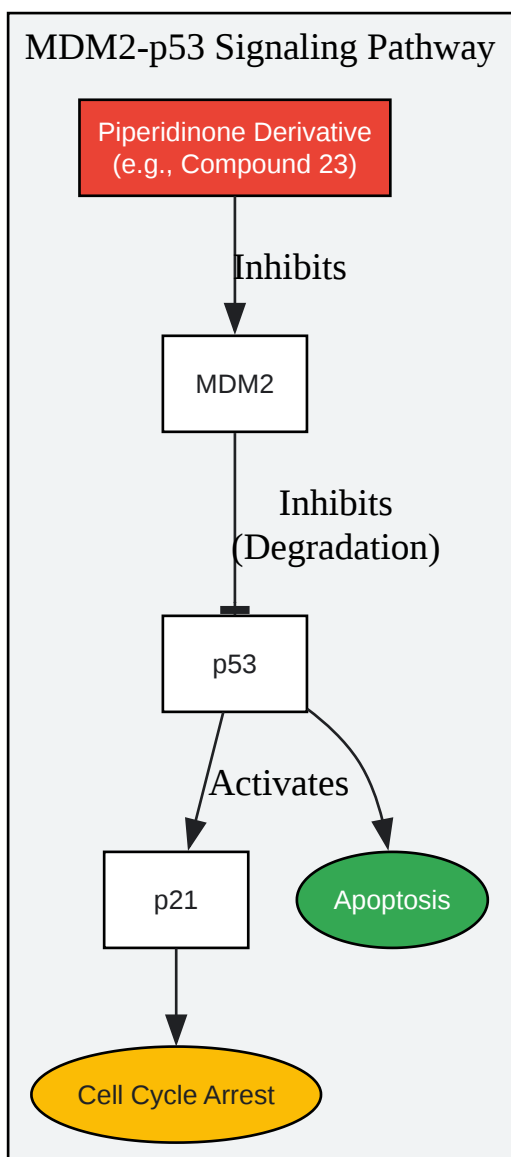 MDM2-p53 Signaling Pathway
Piperidinone Derivative
(e.g., Compound 23)
Inhibits
MDM2
Inhibits
(Degradation)
p53
Activates
p21
Apoptosis
Cell Cycle Arrest